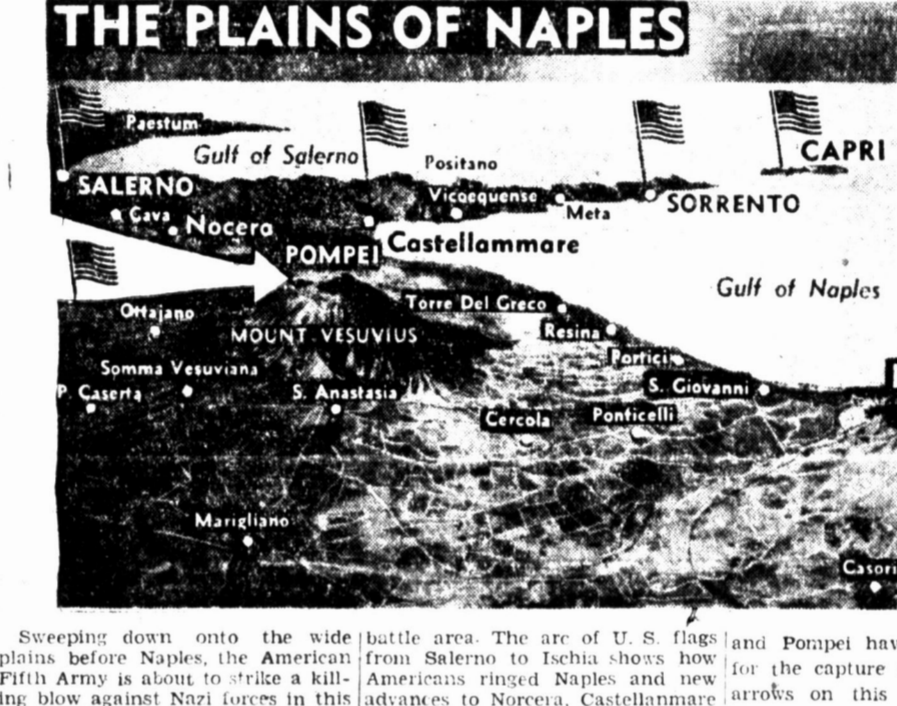 THE PLAINS OF NAPLES
Paestum
Gulf of Salerno
Positano
CAPRI
SALERNO
Vicoequense
Meta
SORRENTO
Cava
Nocera
POMPEI
Castellammare
Gulf of Naples
Torre Del Greco
Ottajano
MOUNT VESUVIUS
Resina
Portici
Somma Vesuviana
S. Giovanni
P. Caserta
S. Anastasia
Cercola
Ponticelli
Marigliano
Casori
Sweeping down onto the wide
plains before Naples, the American
Fifth Army is about to strike a kill-
ing blow against Nazi forces in this
battle area. The arc of U. S. flags
from Salerno to Ischia shows how
Americans ringed Naples and new
advances to Norcera, Castellanmare
and Pompei hav
for the capture
arrows on this